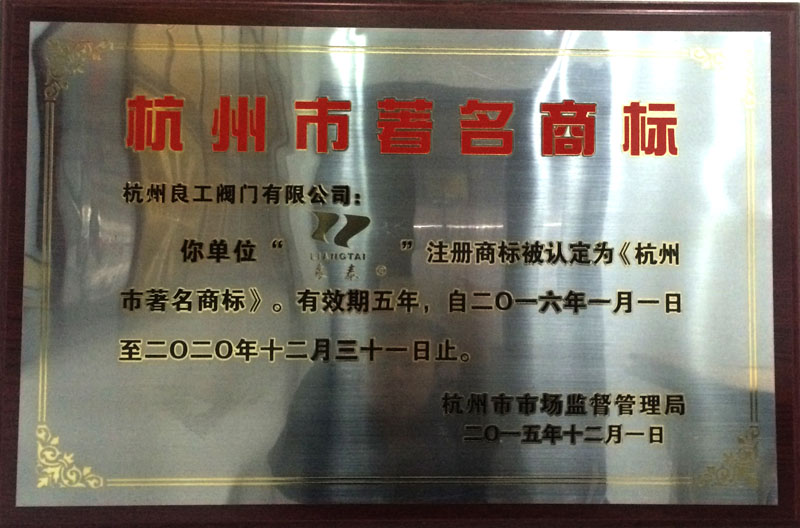 杭州市著名商标
杭州良工阀门有限公司：
你单位“ LIANGTAI ”注册商标被认定为《杭州
市著名商标》。有效期五年，自二〇一六年一月一日
至二〇二〇年十二月三十一日止。
杭州市市场监督管理局
二〇一五年十二月一日